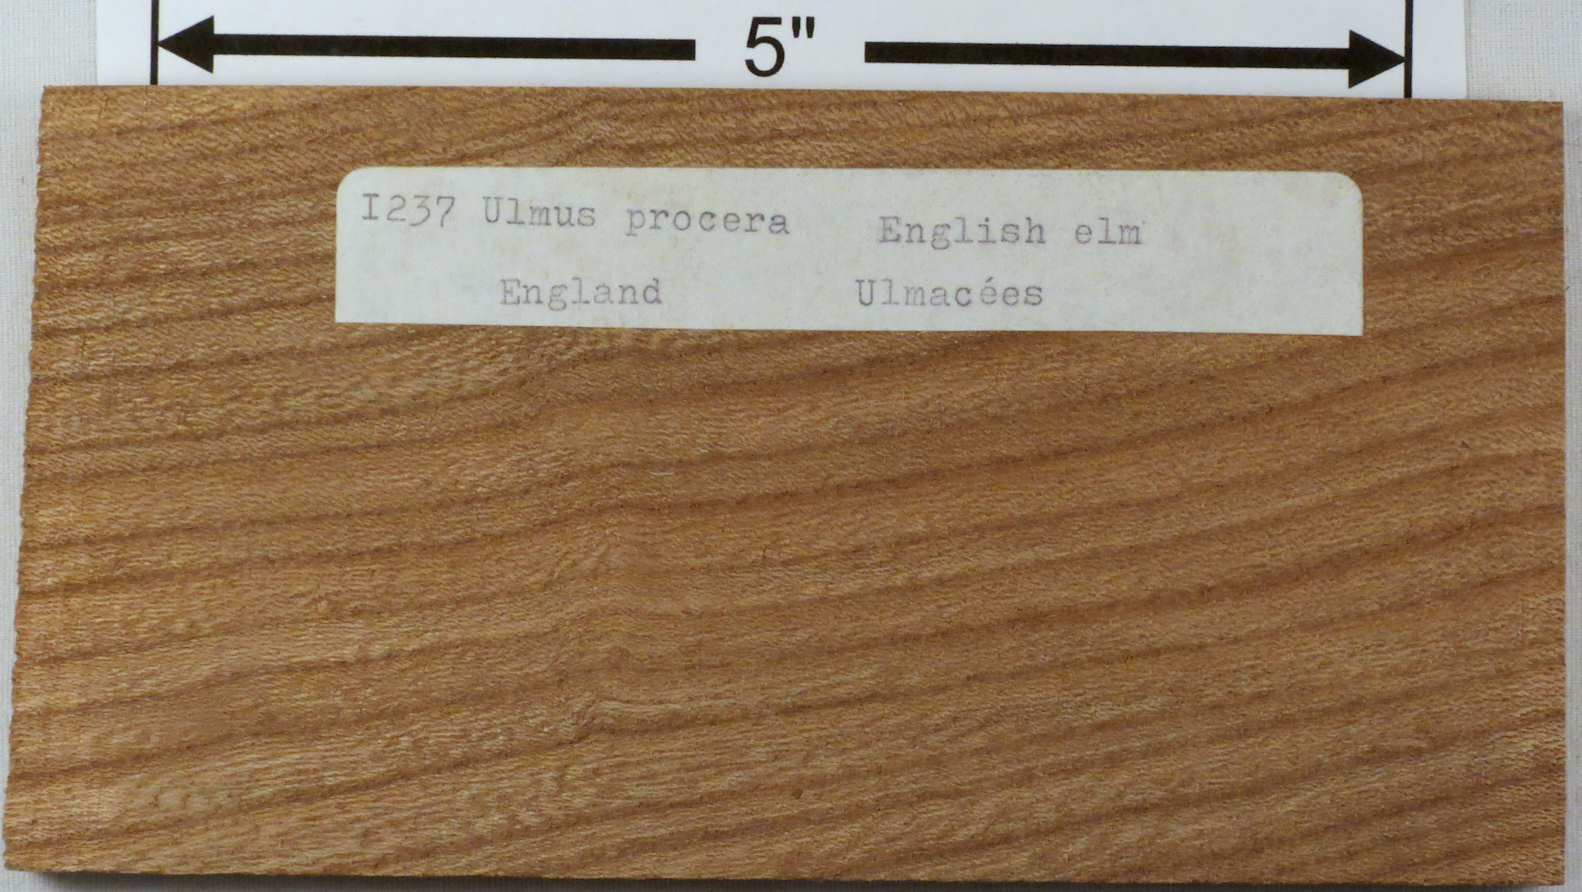 5"
I237 Ulmus procera English elm
England Ulmacées